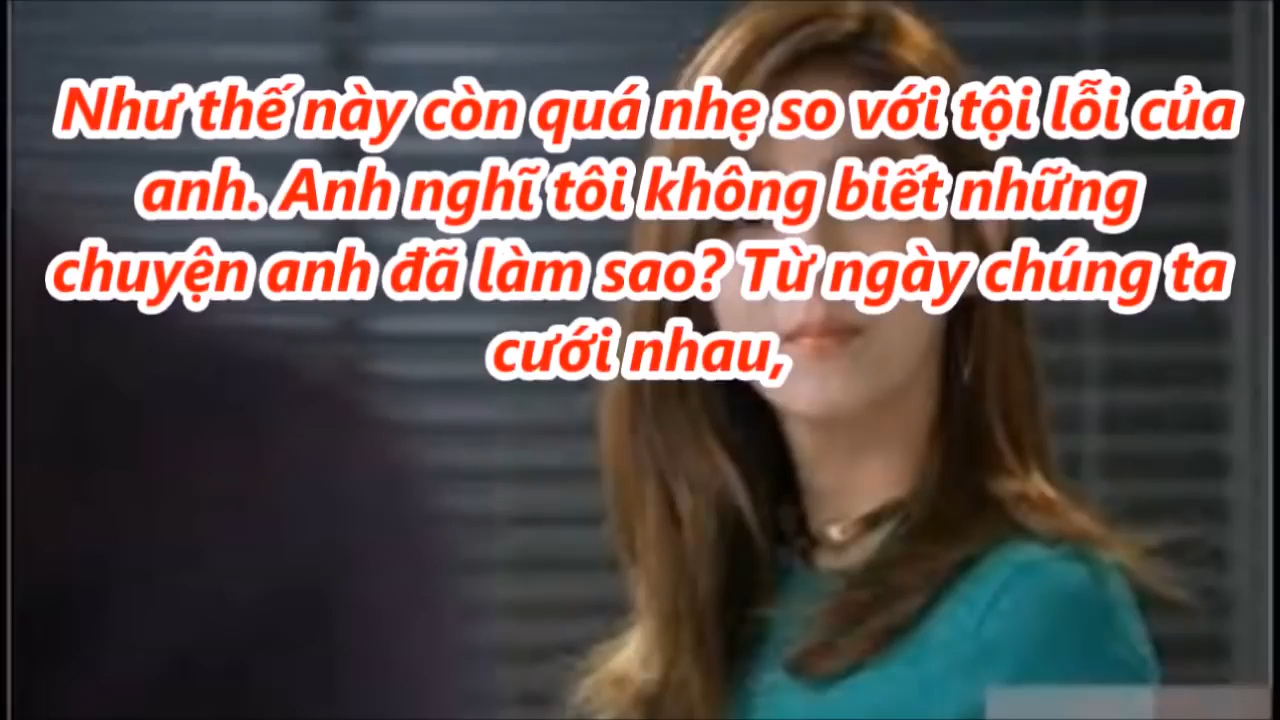 Như thế này còn quá nhẹ so với tội lỗi của
anh. Anh nghĩ tôi không biết những
chuyện anh đã làm sao? Từ ngày chúng ta
cưới nhau,